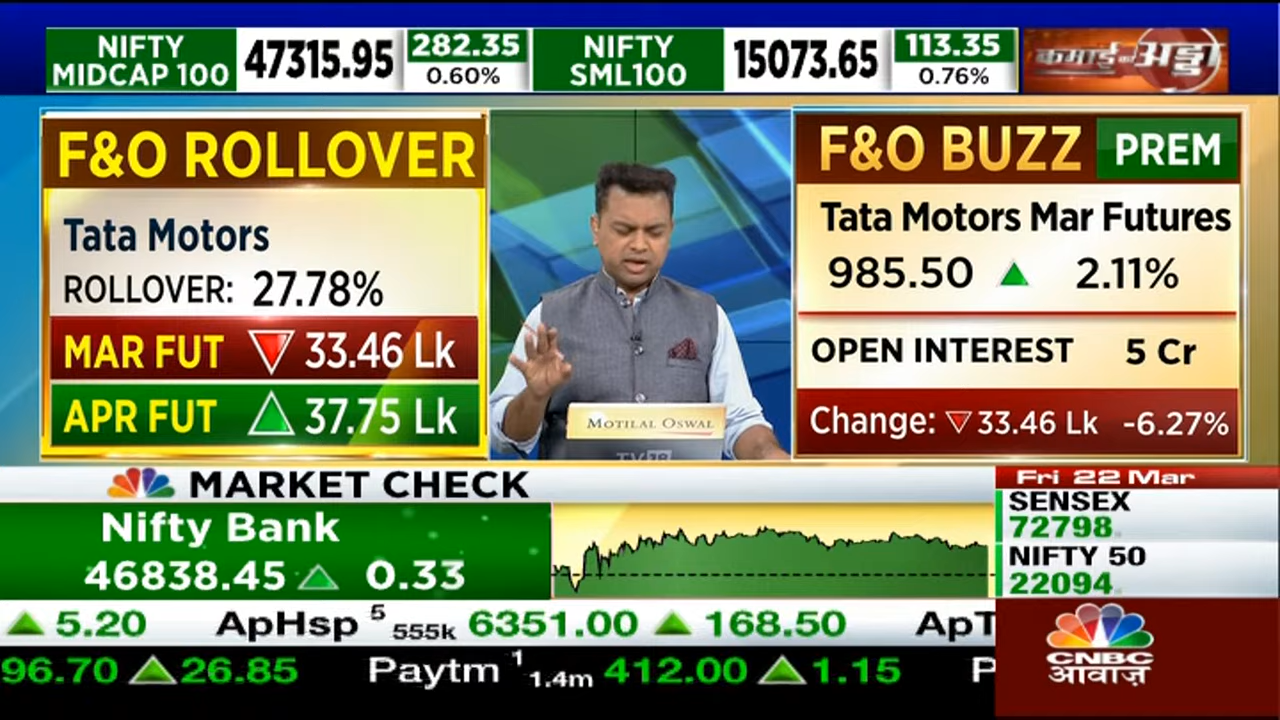 NIFTY
MIDCAP 100
47315.95
282.35
0.60%
NIFTY
SML100
15073.65
113.35
0.76%
कमाई का अड्डा
F&O ROLLOVER
Tata Motors
ROLLOVER: 27.78%
MAR FUT 33.46 Lk
APR FUT 37.75 Lk
MOTILAL OSWAL
TV18
F&O BUZZ PREM
Tata Motors Mar Futures
985.50 2.11%
OPEN INTEREST 5 Cr
Change: 33.46 Lk -6.27%
MARKET CHECK
Nifty Bank
46838.45 0.33
Fri 22 Mar
SENSEX
72798
NIFTY 50
22094
5.20 ApHsp 5 555k 6351.00 168.50 ApT
96.70 26.85 Paytm 1 1.4m 412.00 1.15 P
CNBC
आवाज़